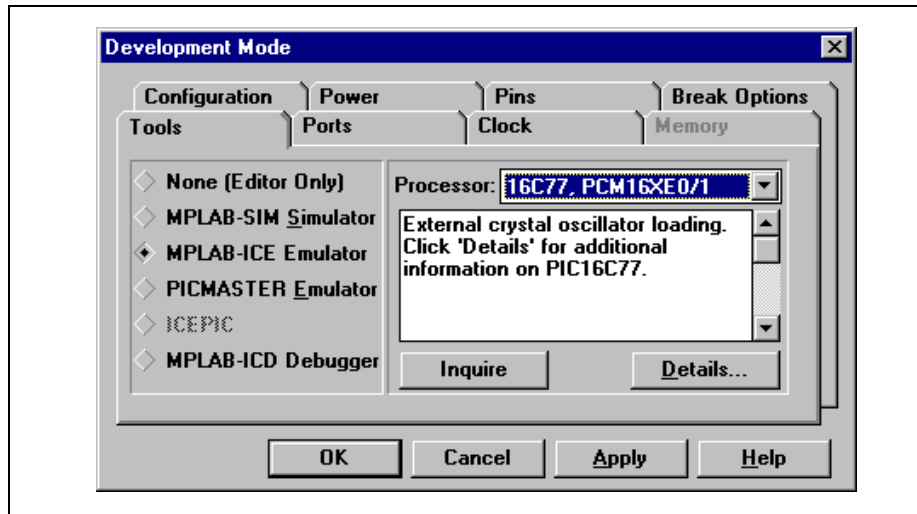 Development Mode
Configuration Power Pins Break Options
Tools Ports Clock Memory
None (Editor Only)
MPLAB-SIM Simulator
MPLAB-ICE Emulator
PICMASTER Emulator
ICEPIC
MPLAB-ICD Debugger
Processor: 16C77, PCM16XE0/1
External crystal oscillator loading.
Click 'Details' for additional
information on PIC16C77.
Inquire Details...
OK Cancel Apply Help